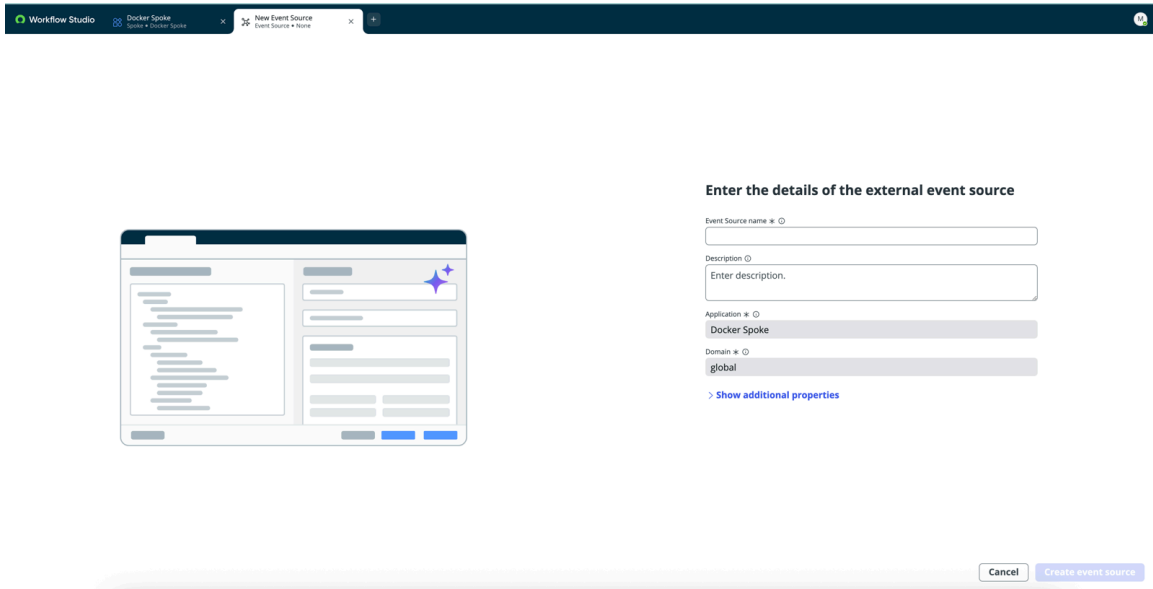 Workflow Studio
Docker Spoke
Spoke • Docker Spoke
New Event Source
Event Source • None
M
Enter the details of the external event source
Event Source name *
Description
Enter description.
Application *
Docker Spoke
Domain *
global
Show additional properties
Cancel
Create event source